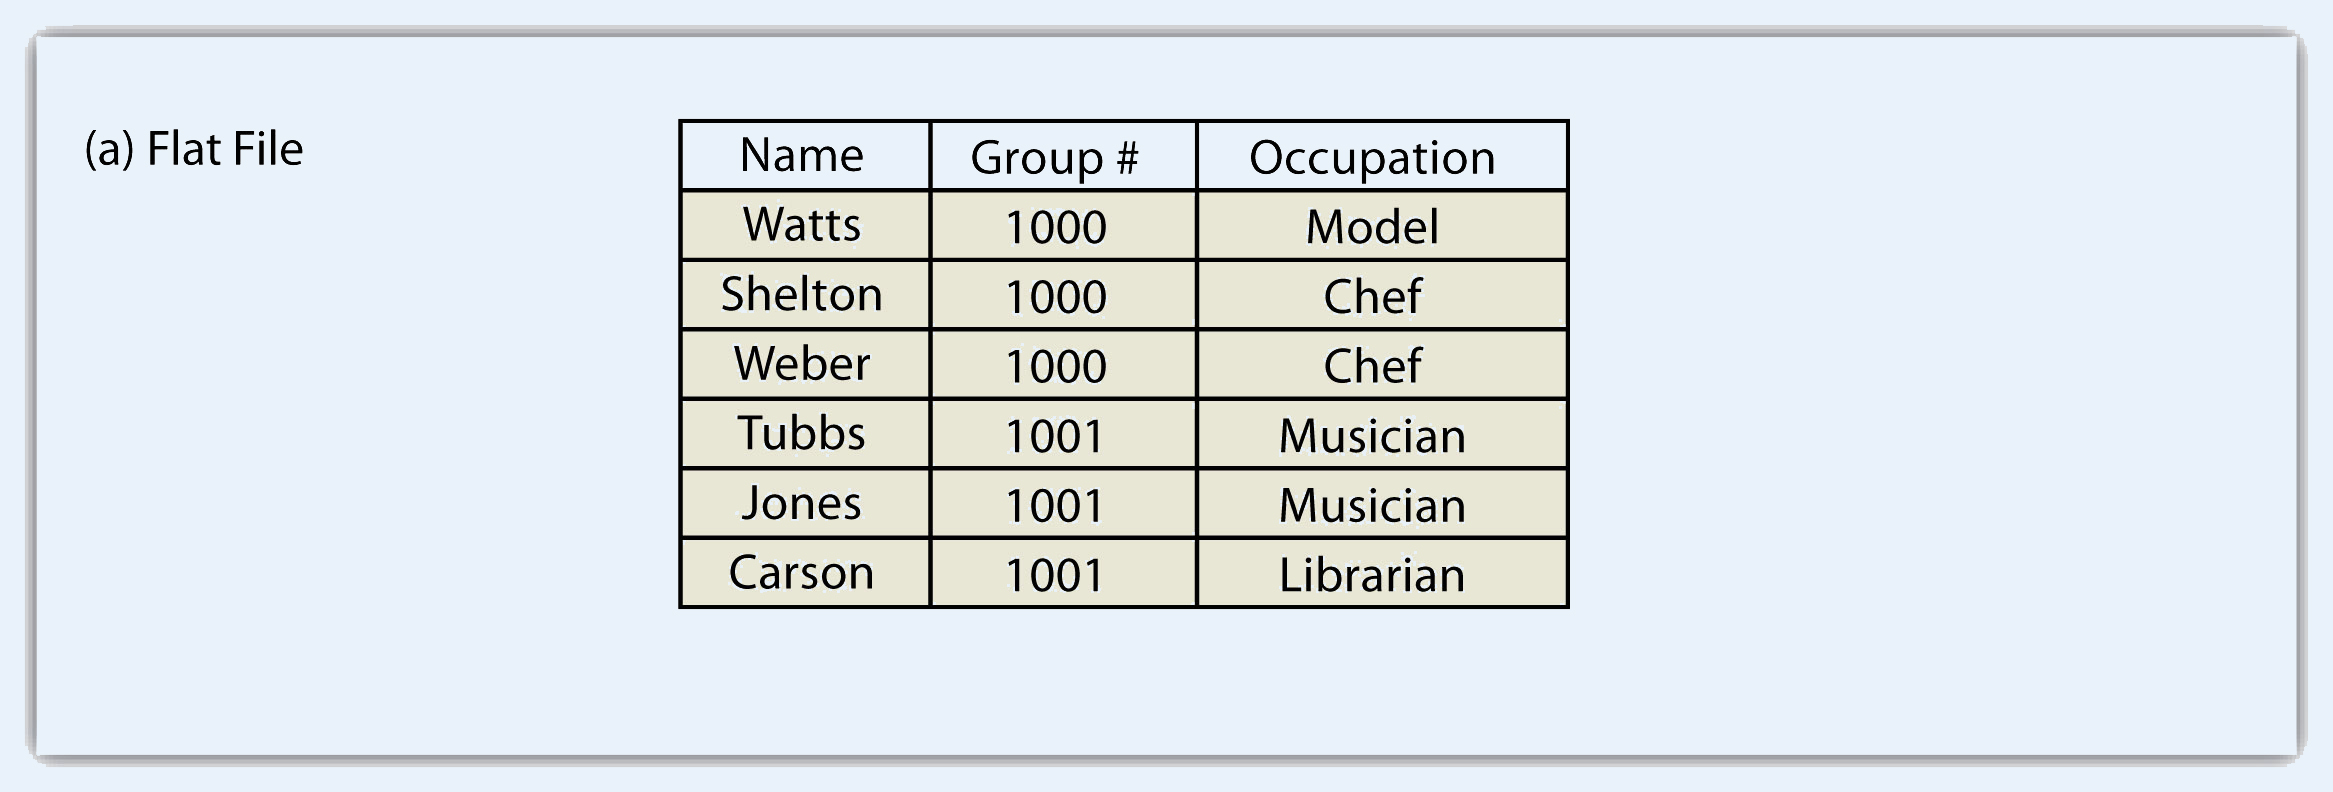 (a) Flat File
Name Group # Occupation
Watts 1000 Model
Shelton 1000 Chef
Weber 1000 Chef
Tubbs 1001 Musician
Jones 1001 Musician
Carson 1001 Librarian